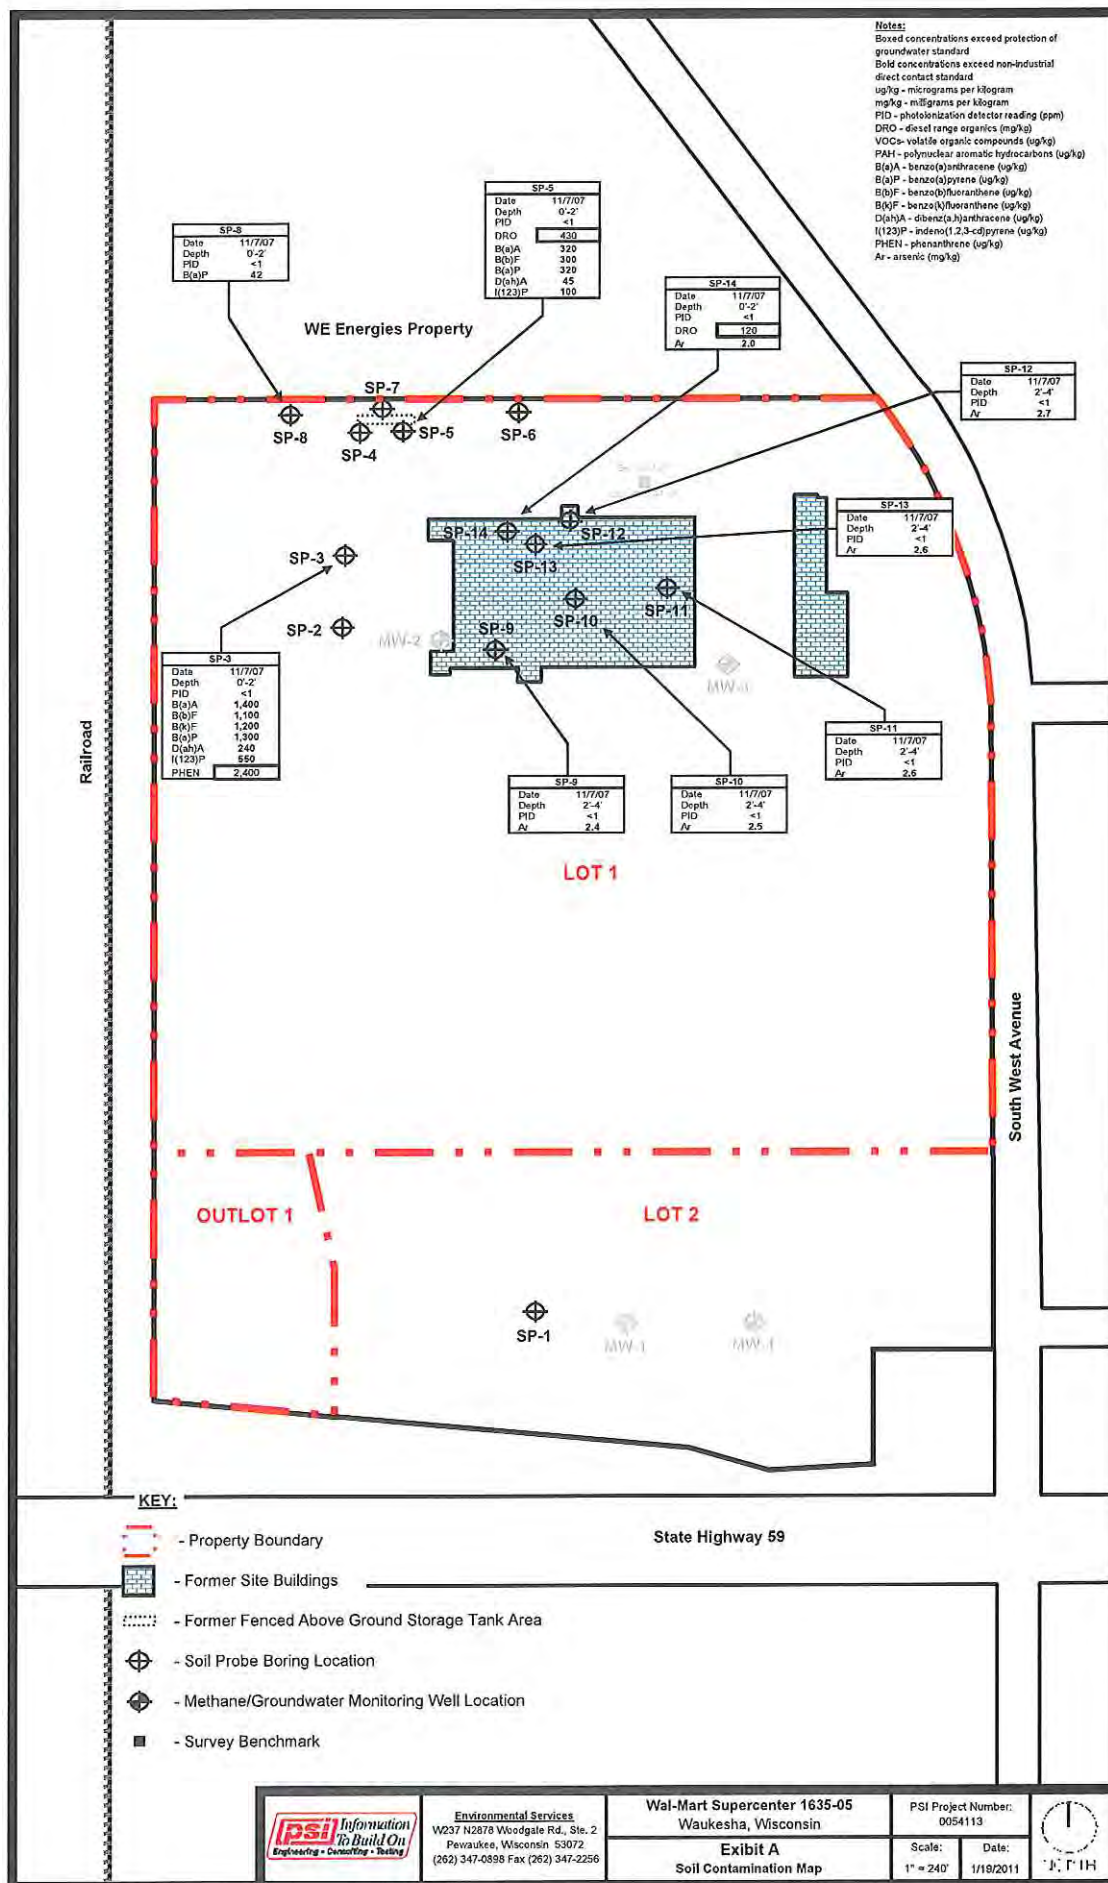 Notes:
Boxed concentrations exceed protection of
groundwater standard
Bold concentrations exceed non-industrial
direct contact standard
ug/kg - micrograms per kilogram
mg/kg - milligrams per kilogram
PID - photoionization detector reading (ppm)
DRO - diesel range organics (mg/kg)
VOCs- volatile organic compounds (ug/kg)
PAH - polynuclear aromatic hydrocarbons (ug/kg)
B(a)A - benzo(a)anthracene (ug/kg)
B(a)P - benzo(a)pyrene (ug/kg)
B(b)F - benzo(b)fluoranthene (ug/kg)
B(k)F - benzo(k)fluoranthene (ug/kg)
D(ah)A - dibenz(a,h)anthracene (ug/kg)
I(123)P - indeno(1,2,3-cd)pyrene (ug/kg)
PHEN - phenanthrene (ug/kg)
Ar - arsenic (mg/kg)
SP-5
Date 11/7/07
Depth 0'-2'
PID <1
DRO 430
B(a)A 320
B(b)F 300
B(a)P 320
D(ah)A 45
I(123)P 100
SP-8
Date 11/7/07
Depth 0'-2'
PID <1
B(a)P 42
SP-14
Date 11/7/07
Depth 0'-2'
PID <1
DRO 120
Ar 2.0
WE Energies Property
SP-12
Date 11/7/07
Depth 2'-4'
PID <1
Ar 2.7
SP-7
SP-8
SP-4
SP-5
SP-6
SP-13
Date 11/7/07
Depth 2'-4'
PID <1
Ar 2.6
SP-14
SP-12
SP-13
SP-3
SP-11
SP-10
SP-2
SP-9
MW-2
SP-3
Date 11/7/07
Depth 0'-2'
PID <1
B(a)A 1,400
B(b)F 1,100
B(k)F 1,200
B(a)P 1,300
D(ah)A 240
I(123)P 550
PHEN 2,400
SP-11
Date 11/7/07
Depth 2'-4'
PID <1
Ar 2.6
Railroad
SP-9
Date 11/7/07
Depth 2'-4'
PID <1
Ar 2.4
SP-10
Date 11/7/07
Depth 2'-4'
PID <1
Ar 2.5
LOT 1
South West Avenue
OUTLOT 1
LOT 2
SP-1
MW-1
KEY:
- Property Boundary
State Highway 59
- Former Site Buildings
- Former Fenced Above Ground Storage Tank Area
- Soil Probe Boring Location
- Methane/Groundwater Monitoring Well Location
- Survey Benchmark
psi Information
To Build On
Engineering • Consulting • Testing
Environmental Services
W237 N2878 Woodgate Rd., Ste. 2
Pewaukee, Wisconsin 53072
(262) 347-0898 Fax (262) 347-2256
Wal-Mart Supercenter 1635-05
Waukesha, Wisconsin
Exhibit A
Soil Contamination Map
PSI Project Number:
0054113
Scale:
1" = 240'
Date:
1/19/2011